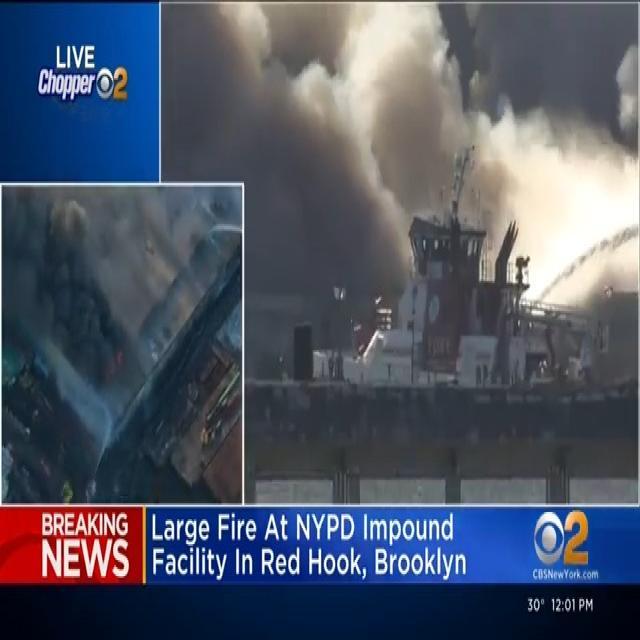 LIVE
Chopper 2
BREAKING
NEWS
Large Fire At NYPD Impound
Facility In Red Hook, Brooklyn
2
CBSNewYork.com
30° 12:01 PM